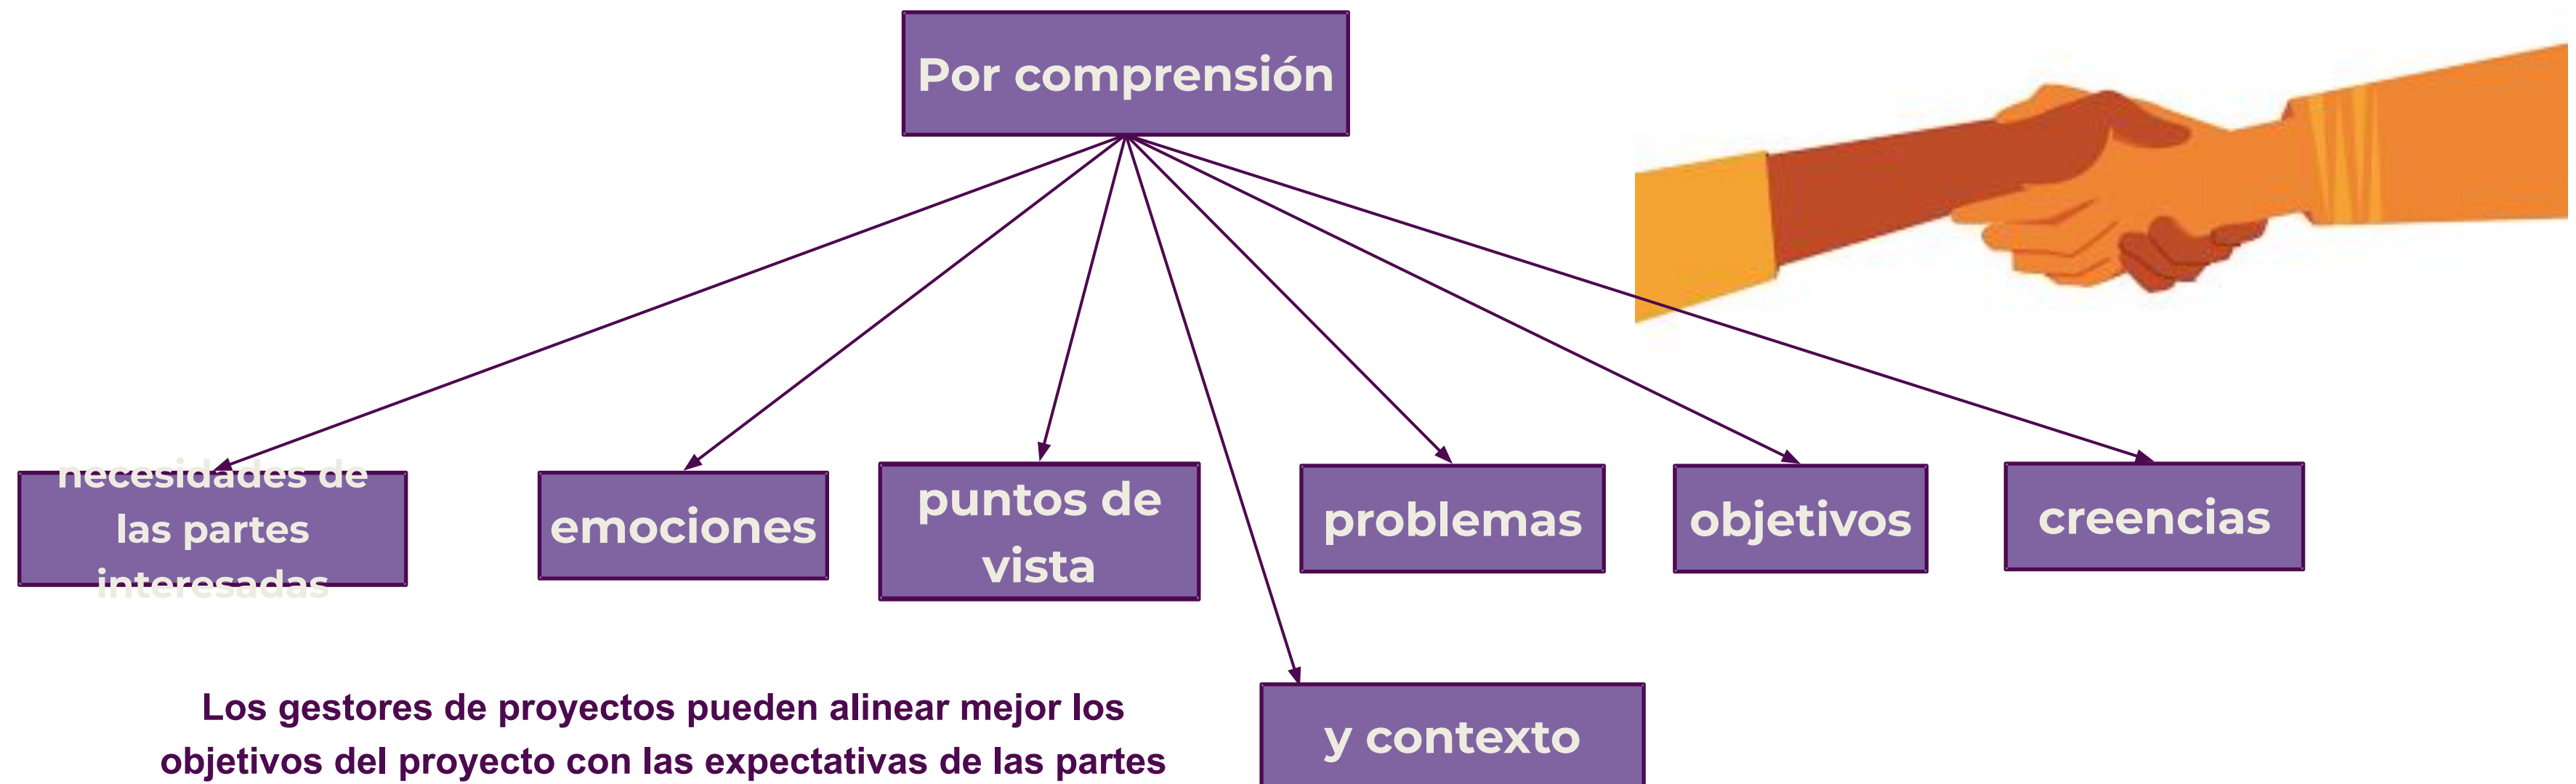 Por comprensión
necesidades de
las partes
interesadas
emociones
puntos de
vista
problemas
objetivos
creencias
y contexto
Los gestores de proyectos pueden alinear mejor los
objetivos del proyecto con las expectativas de las partes